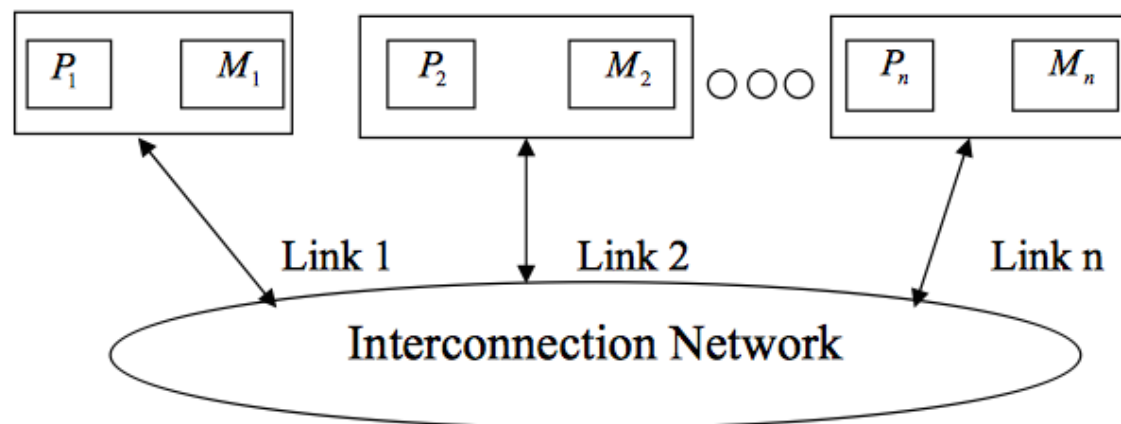 P₁ M₁ P₂ M₂ Pₙ Mₙ
Link 1 Link 2 Link n
Interconnection Network